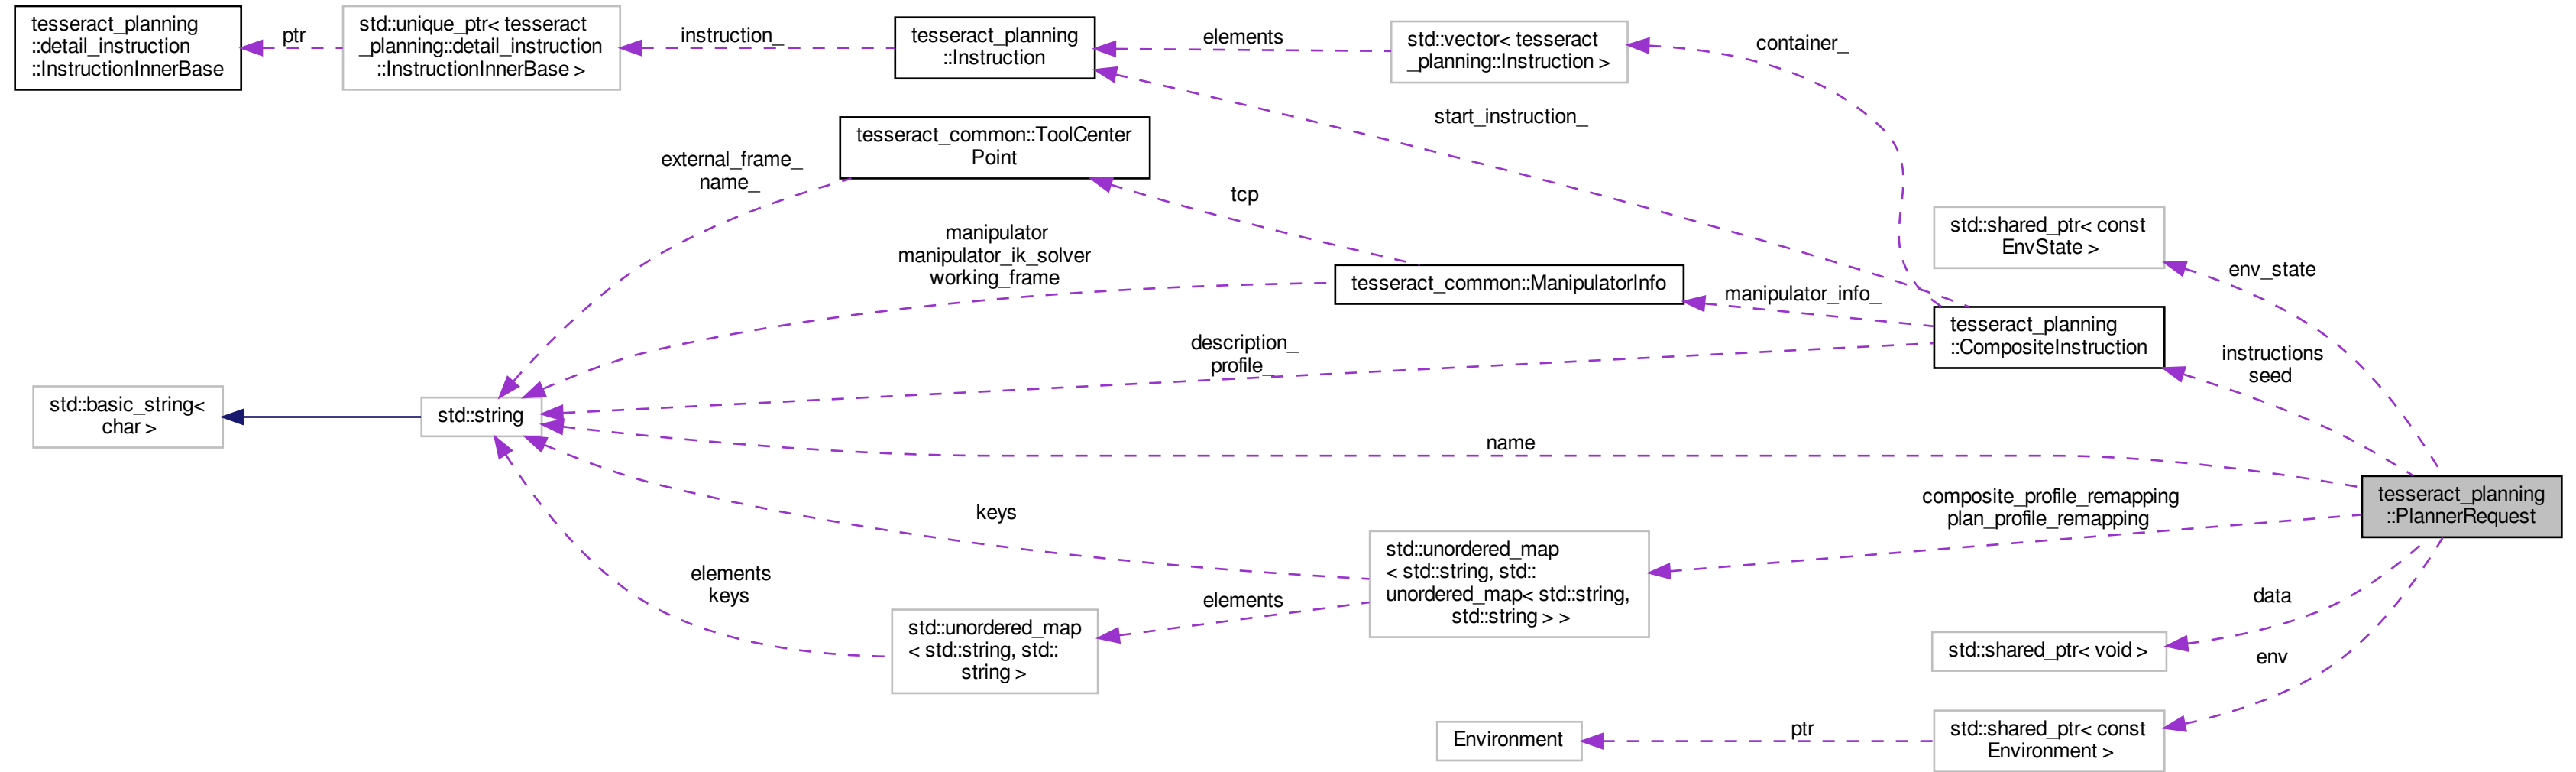 tesseract_planning
::detail_instruction
::InstructionInnerBase
ptr
std::unique_ptr< tesseract
_planning::detail_instruction
::InstructionInnerBase >
instruction_
tesseract_planning
::Instruction
elements
std::vector< tesseract
_planning::Instruction >
container_
start_instruction_
tesseract_common::ToolCenter
Point
external_frame_
name_
tcp
manipulator
manipulator_ik_solver
working_frame
tesseract_common::ManipulatorInfo
manipulator_info_
std::shared_ptr< const
EnvState >
env_state
tesseract_planning
::CompositeInstruction
instructions
seed
description_
profile_
std::basic_string<
char >
std::string
name
tesseract_planning
::PlannerRequest
composite_profile_remapping
plan_profile_remapping
keys
std::unordered_map
< std::string, std::
unordered_map< std::string,
std::string > >
elements
keys
elements
std::unordered_map
< std::string, std::
string >
data
std::shared_ptr< void >
env
std::shared_ptr< const
Environment >
ptr
Environment